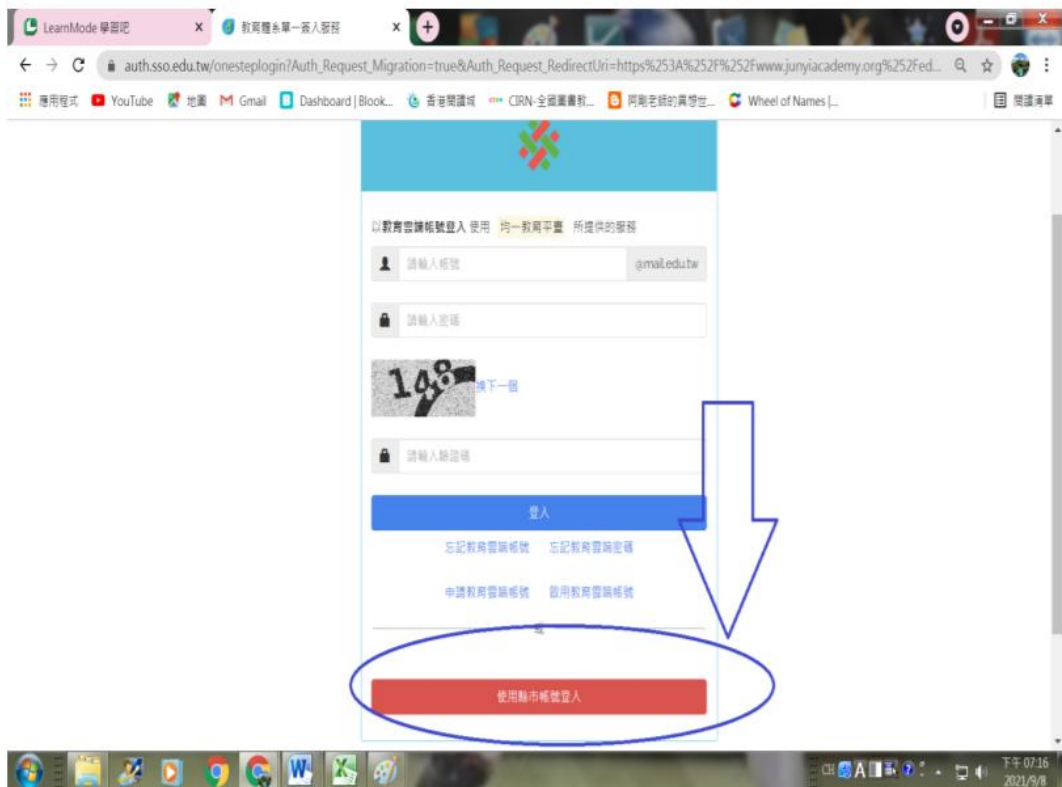 LearnMode 學習吧
教育體系單一簽入服務
auth.sso.edu.tw/onesteplogin?Auth_Request_Migration=true&Auth_Request_RedirectUri=https%253A%252F%252Fwww.junyiacademy.org%252Fed...
應用程式 YouTube 地圖 Gmail Dashboard | Blook... 香港閱讀城 CIRN-全國圖書教... 阿剛老師的異想世... Wheel of Names |... 閱讀清單
以教育雲端帳號登入 使用 均一教育平臺 所提供的服務
請輸入帳號 @mail.edu.tw
請輸入密碼
148
換下一個
請輸入驗證碼
登入
忘記教育雲端帳號 忘記教育雲端密碼
申請教育雲端帳號 啟用教育雲端帳號
或
使用縣市帳號登入
CH
下午 07:16
2021/9/8